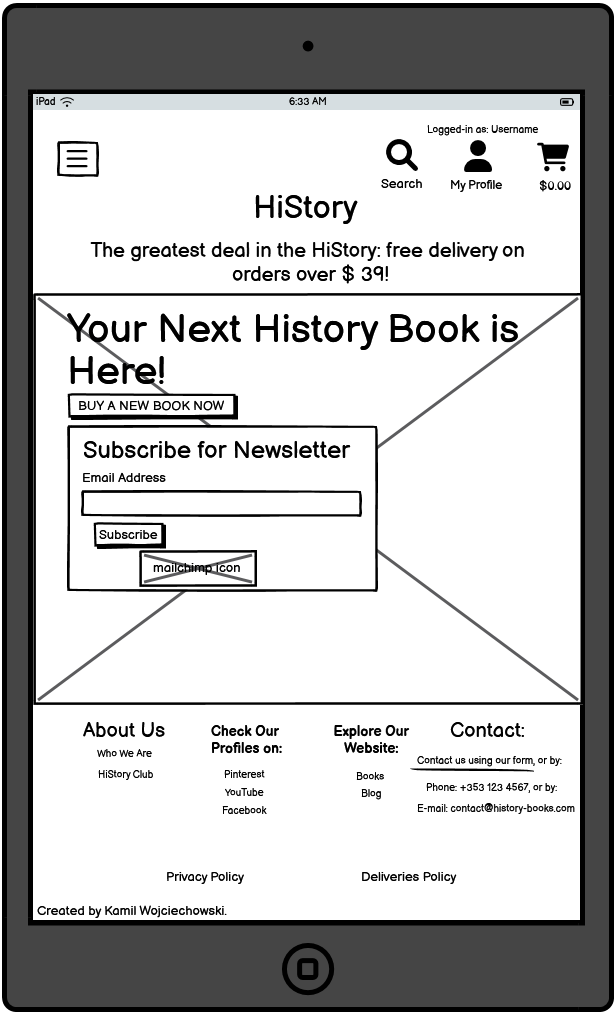 iPad
6:33 AM
Logged-in as: Username
Search
My Profile
$0.00
HiStory
The greatest deal in the HiStory: free delivery on
orders over $ 39!
Your Next History Book is
Here!
BUY A NEW BOOK NOW
Subscribe for Newsletter
Email Address
Subscribe
mailchimp icon
About Us
Who We Are
HiStory Club
Check Our
Profiles on:
Pinterest
YouTube
Facebook
Explore Our
Website:
Books
Blog
Contact:
Contact us using our form, or by:
Phone: +353 123 4567, or by:
E-mail: contact@history-books.com
Privacy Policy
Deliveries Policy
Created by Kamil Wojciechowski.